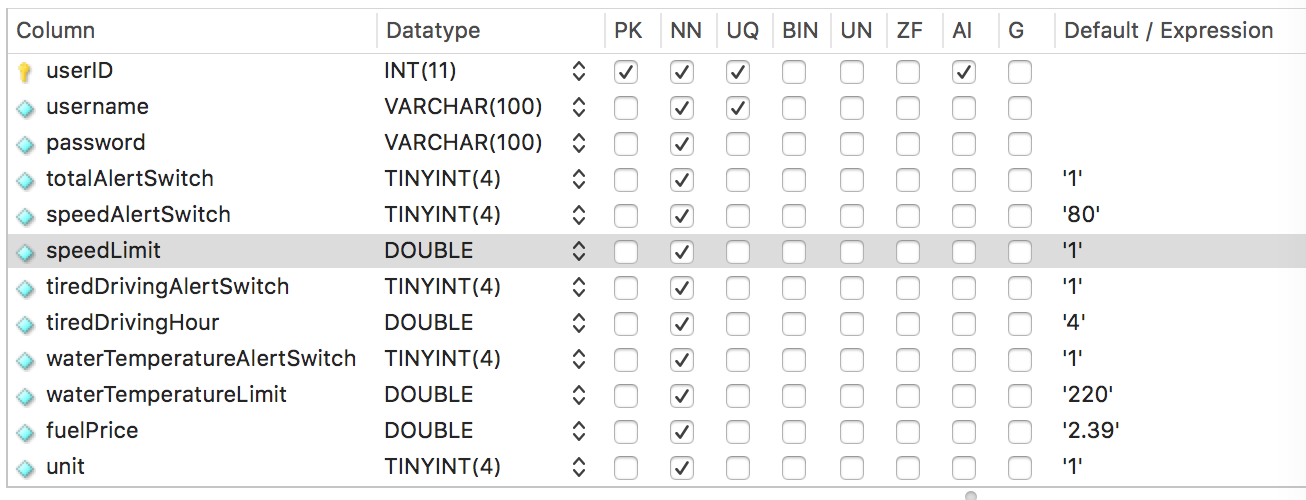 Column Datatype PK NN UQ BIN UN ZF AI G Default / Expression
userID INT(11)
username VARCHAR(100)
password VARCHAR(100)
totalAlertSwitch TINYINT(4) '1'
speedAlertSwitch TINYINT(4) '80'
speedLimit DOUBLE '1'
tiredDrivingAlertSwitch TINYINT(4) '1'
tiredDrivingHour DOUBLE '4'
waterTemperatureAlertSwitch TINYINT(4) '1'
waterTemperatureLimit DOUBLE '220'
fuelPrice DOUBLE '2.39'
unit TINYINT(4) '1'